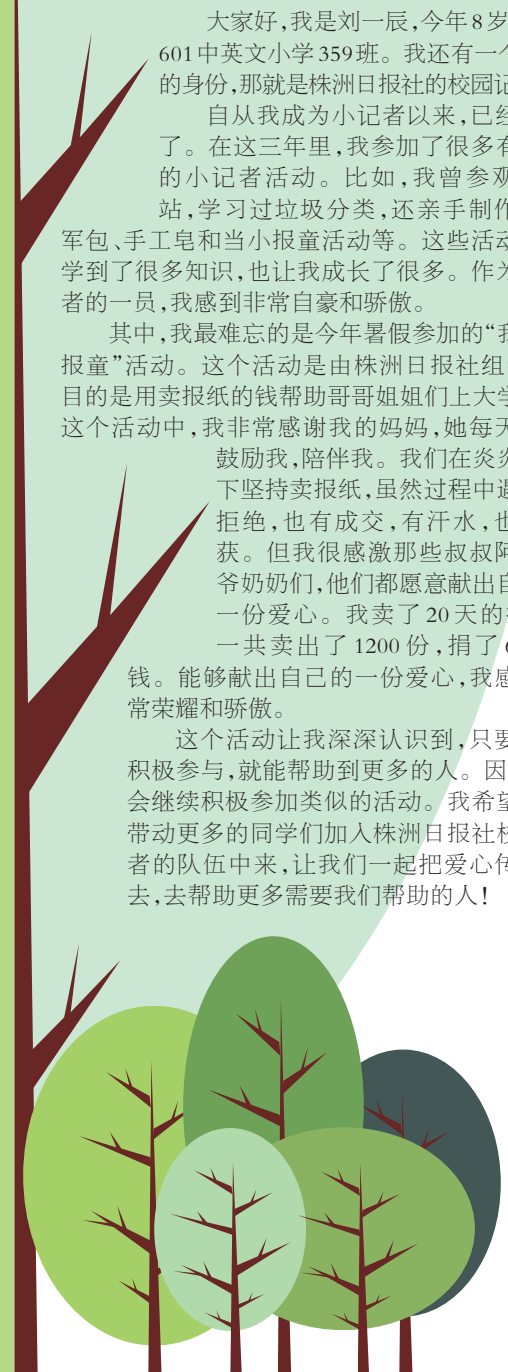 大家好,我是刘一辰,今年8岁
601中英文小学359班。我还有一
的身份,那就是株洲日报社的校园记
自从我成为小记者以来,已经
了。在这三年里,我参加了很多有
的小记者活动。比如,我曾参观
站,学习过垃圾分类,还亲手制作
军包、手工皂和当小报童活动等。这些活动
学到了很多知识,也让我成长了很多。作为
者的一员,我感到非常自豪和骄傲。
其中,我最难忘的是今年暑假参加的“我
报童”活动。这个活动是由株洲日报社组
目的是用卖报纸的钱帮助哥哥姐姐们上大学
这个活动中,我非常感谢我的妈妈,她每天
鼓励我,陪伴我。我们在炎炎
下坚持卖报纸,虽然过程中遇
拒绝,也有成交,有汗水,也
获。但我很感激那些叔叔阿
爷奶奶们,他们都愿意献出自
一份爱心。我卖了20天的
一共卖出了1200份,捐了
钱。能够献出自己的一份爱心,我感
常荣耀和骄傲。
这个活动让我深深认识到,只要
积极参与,就能帮助到更多的人。因
会继续积极参加类似的活动。我希望
带动更多的同学们加入株洲日报社校
者的队伍中来,让我们一起把爱心传
去,去帮助更多需要我们帮助的人!